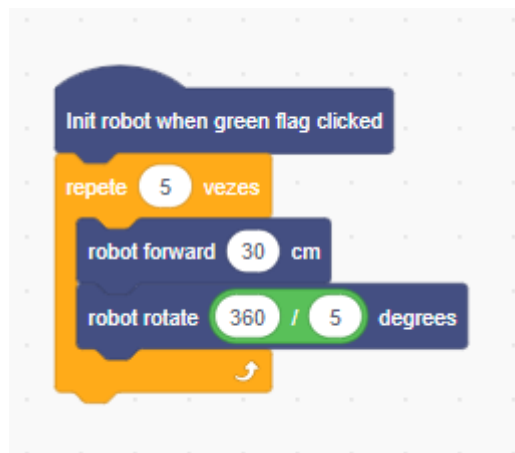 Init robot when green flag clicked
repete 5 vezes
robot forward 30 cm
robot rotate 360 / 5 degrees